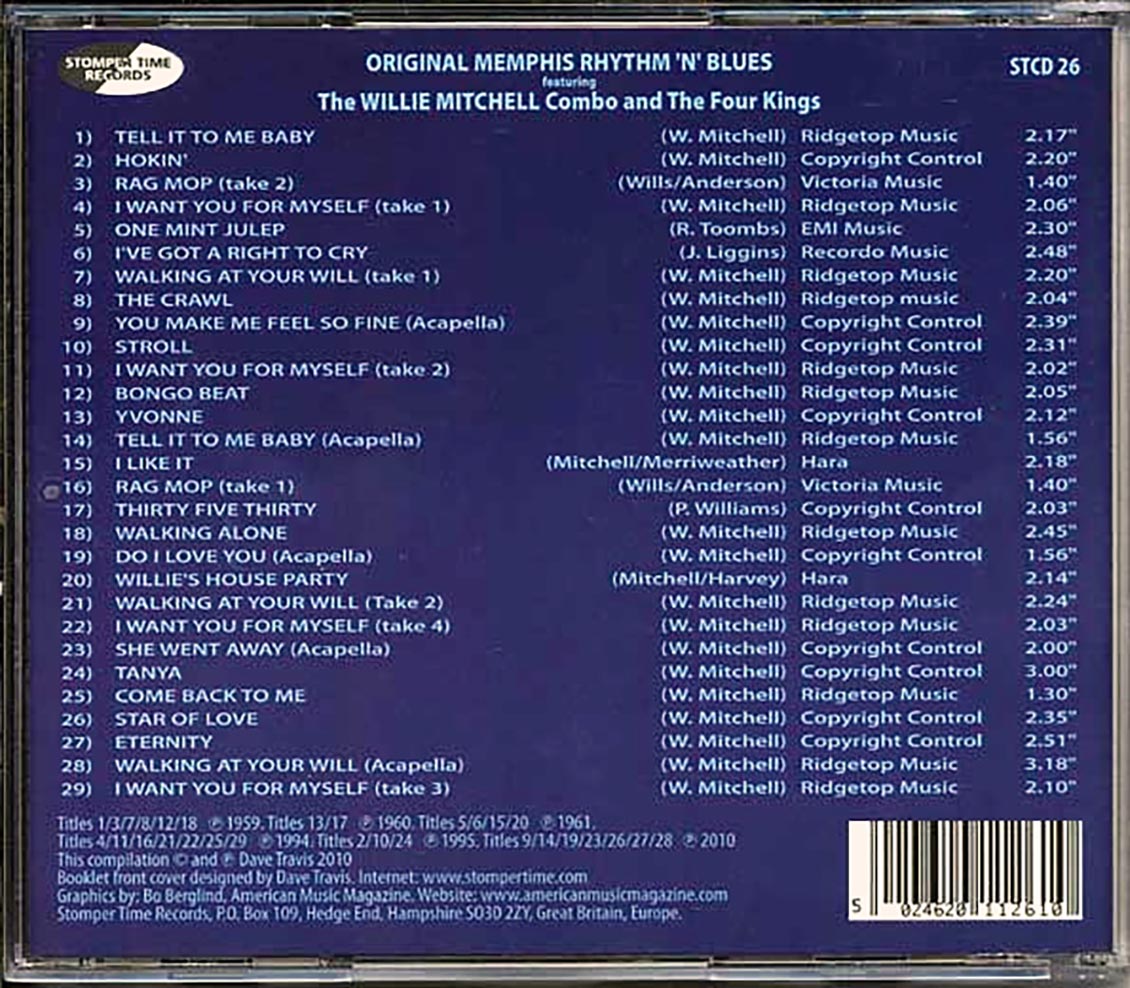 STOMPER TIME
RECORDS
ORIGINAL MEMPHIS RHYTHM 'N' BLUES
STCD 26
featuring
The WILLIE MITCHELL Combo and The Four Kings
1) TELL IT TO ME BABY (W. Mitchell) Ridgetop Music 2.17"
2) HOKIN' (W. Mitchell) Copyright Control 2.20"
3) RAG MOP (take 2) (Wills/Anderson) Victoria Music 1.40"
4) I WANT YOU FOR MYSELF (take 1) (W. Mitchell) Ridgetop Music 2.06"
5) ONE MINT JULEP (R. Toombs) EMI Music 2.30"
6) I'VE GOT A RIGHT TO CRY (J. Liggins) Recordo Music 2.48"
7) WALKING AT YOUR WILL (take 1) (W. Mitchell) Ridgetop Music 2.20"
8) THE CRAWL (W. Mitchell) Ridgetop music 2.04"
9) YOU MAKE ME FEEL SO FINE (Acapella) (W. Mitchell) Copyright Control 2.39"
10) STROLL (W. Mitchell) Copyright Control 2.31"
11) I WANT YOU FOR MYSELF (take 2) (W. Mitchell) Ridgetop Music 2.02"
12) BONGO BEAT (W. Mitchell) Ridgetop Music 2.05"
13) YVONNE (W. Mitchell) Copyright Control 2.12"
14) TELL IT TO ME BABY (Acapella) (W. Mitchell) Ridgetop Music 1.56"
15) I LIKE IT (Mitchell/Merriweather) Hara 2.18"
16) RAG MOP (take 1) (Wills/Anderson) Victoria Music 1.40"
17) THIRTY FIVE THIRTY (P. Williams) Copyright Control 2.03"
18) WALKING ALONE (W. Mitchell) Ridgetop Music 2.45"
19) DO I LOVE YOU (Acapella) (W. Mitchell) Copyright Control 1.56"
20) WILLIE'S HOUSE PARTY (Mitchell/Harvey) Hara 2.14"
21) WALKING AT YOUR WILL (Take 2) (W. Mitchell) Ridgetop Music 2.24"
22) I WANT YOU FOR MYSELF (take 4) (W. Mitchell) Ridgetop Music 2.03"
23) SHE WENT AWAY (Acapella) (W. Mitchell) Copyright Control 2.00"
24) TANYA (W. Mitchell) Copyright Control 3.00"
25) COME BACK TO ME (W. Mitchell) Ridgetop Music 1.30"
26) STAR OF LOVE (W. Mitchell) Copyright Control 2.35"
27) ETERNITY (W. Mitchell) Copyright Control 2.51"
28) WALKING AT YOUR WILL (Acapella) (W. Mitchell) Ridgetop Music 3.18"
29) I WANT YOU FOR MYSELF (take 3) (W. Mitchell) Ridgetop Music 2.10"
Titles 1/3/7/8/12/18 ℗ 1959. Titles 13/17 ℗ 1960. Titles 5/6/15/20 ℗ 1961.
Titles 4/11/16/21/22/25/29 ℗ 1994. Titles 2/10/24 ℗ 1995. Titles 9/14/19/23/26/27/28 ℗ 2010
This compilation © and ℗ Dave Travis 2010
Booklet front cover designed by Dave Travis. Internet: www.stompertime.com
Graphics by: Bo Berglind, American Music Magazine. Website: www.americanmusicmagazine.com
Stomper Time Records, P.O. Box 109, Hedge End, Hampshire SO30 2ZY, Great Britain, Europe.
5 024620 112610